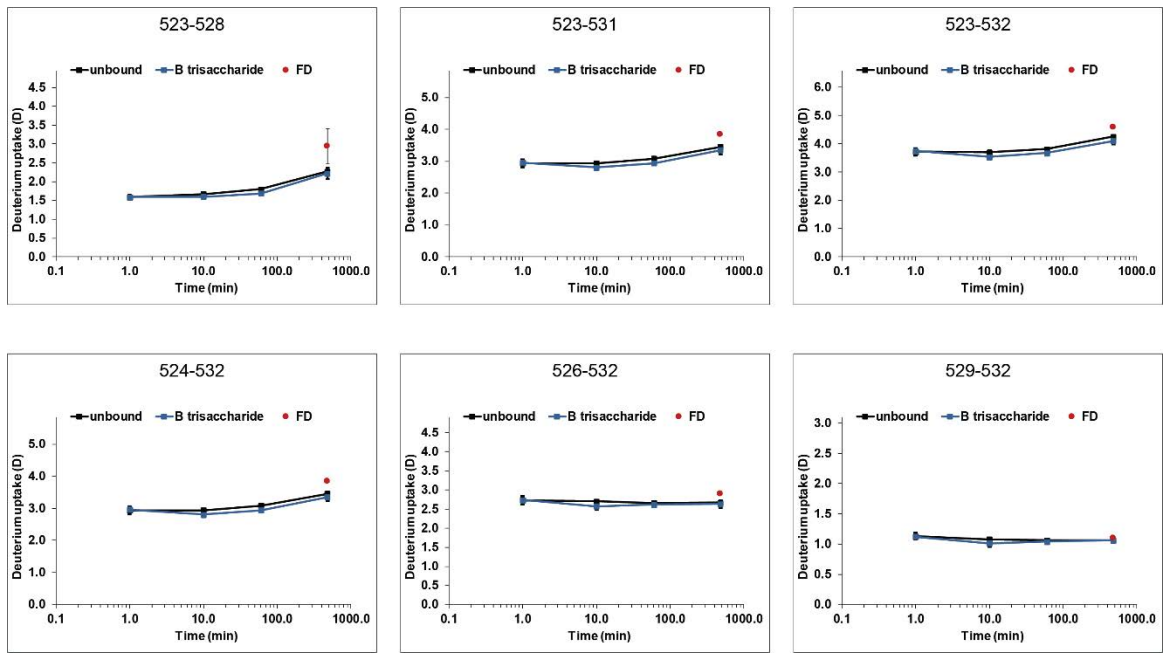 523-528
unbound B trisaccharide FD
Deuterium uptake (D)
4.5
4.0
3.5
3.0
2.5
2.0
1.5
1.0
0.5
0.0
0.1 1.0 10.0 100.0 1000.0
Time (min)
523-531
unbound B trisaccharide FD
Deuterium uptake (D)
5.0
4.0
3.0
2.0
1.0
0.0
0.1 1.0 10.0 100.0 1000.0
Time (min)
523-532
unbound B trisaccharide FD
Deuterium uptake (D)
6.0
5.0
4.0
3.0
2.0
1.0
0.0
0.1 1.0 10.0 100.0 1000.0
Time (min)
524-532
unbound B trisaccharide FD
Deuterium uptake (D)
5.0
4.0
3.0
2.0
1.0
0.0
0.1 1.0 10.0 100.0 1000.0
Time (min)
526-532
unbound B trisaccharide FD
Deuterium uptake (D)
4.5
4.0
3.5
3.0
2.5
2.0
1.5
1.0
0.5
0.0
0.1 1.0 10.0 100.0 1000.0
Time (min)
529-532
unbound B trisaccharide FD
Deuterium uptake (D)
3.0
2.5
2.0
1.5
1.0
0.5
0.0
0.1 1.0 10.0 100.0 1000.0
Time (min)